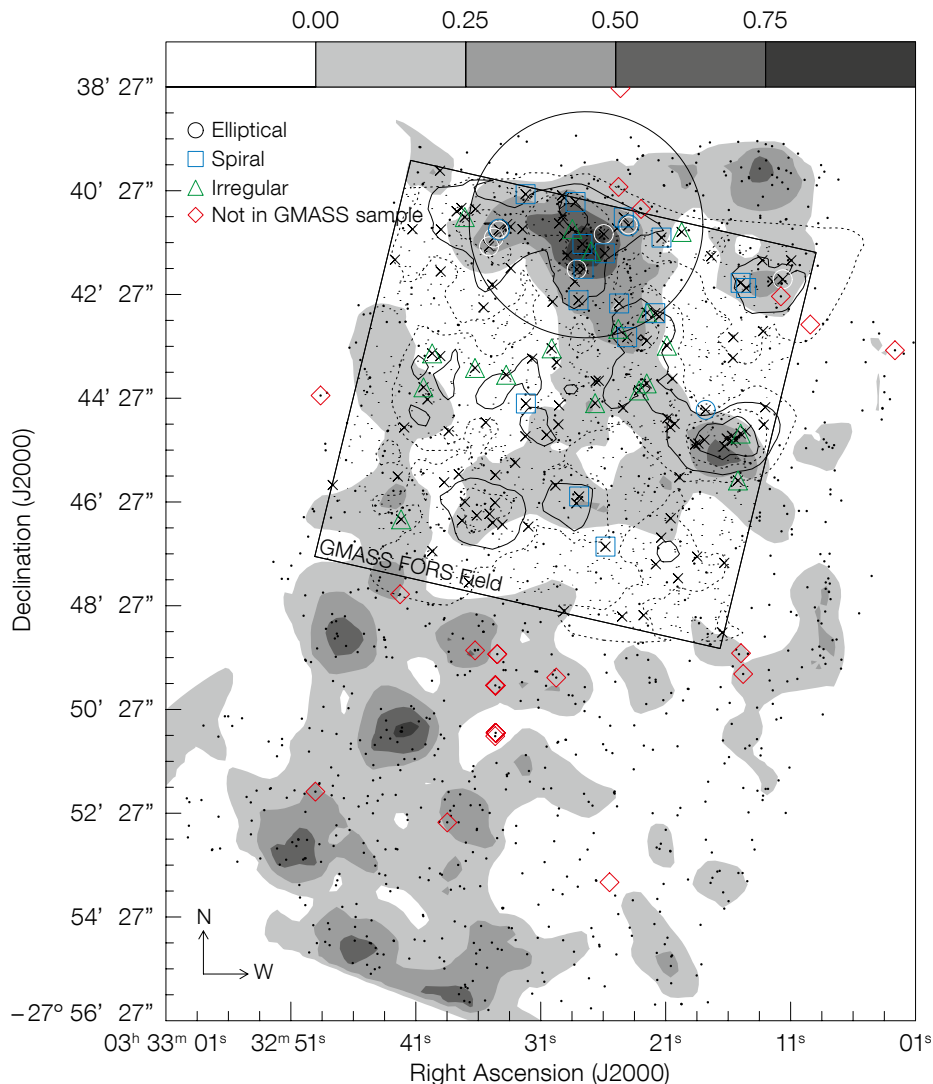 0.00 0.25 0.50 0.75
38’ 27”
Elliptical
Spiral
Irregular
Not in GMASS sample
40’ 27”
42’ 27”
44’ 27”
46’ 27”
GMASS FORS Field
48’ 27”
50’ 27”
52’ 27”
54’ 27”
N
W
−27° 56’ 27”
03ʰ 33ᵐ 01ˢ 32ᵐ 51ˢ 41ˢ 31ˢ 21ˢ 11ˢ 01ˢ
Right Ascension (J2000)
Declination (J2000)